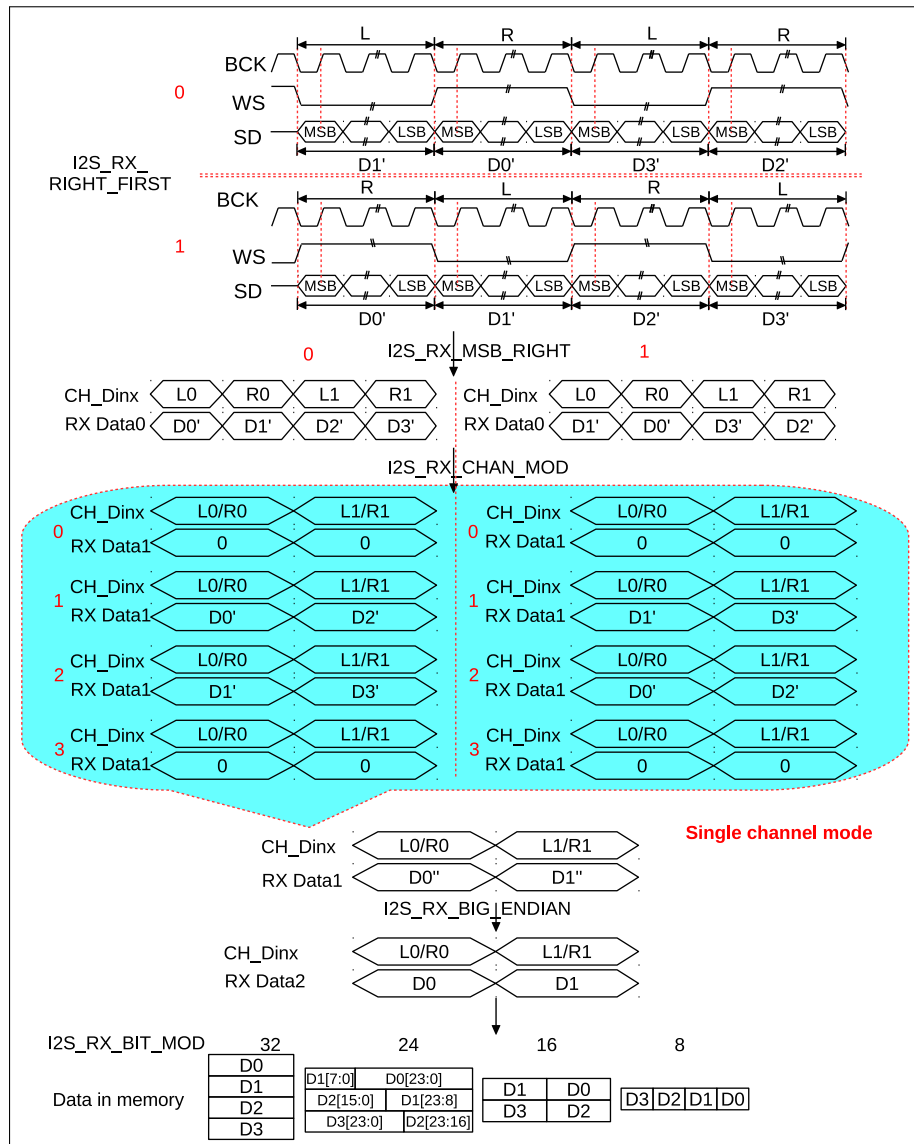 L R L R
BCK
0
WS
SD MSB LSB MSB LSB MSB LSB MSB LSB
D1' D0' D3' D2'
I2S_RX_
RIGHT_FIRST
R L R L
BCK
1
WS
SD MSB LSB MSB LSB MSB LSB MSB LSB
D0' D1' D2' D3'
0 I2S_RX_MSB_RIGHT 1
CH_Dinx L0 R0 L1 R1 CH_Dinx L0 R0 L1 R1
RX Data0 D0' D1' D2' D3' RX Data0 D1' D0' D3' D2'
I2S_RX_CHAN_MOD
CH_Dinx L0/R0 L1/R1 CH_Dinx L0/R0 L1/R1
0 0
RX Data1 0 0 RX Data1 0 0
CH_Dinx L0/R0 L1/R1 CH_Dinx L0/R0 L1/R1
1 1
RX Data1 D0' D2' RX Data1 D1' D3'
CH_Dinx L0/R0 L1/R1 CH_Dinx L0/R0 L1/R1
2 2
RX Data1 D1' D3' RX Data1 D0' D2'
CH_Dinx L0/R0 L1/R1 CH_Dinx L0/R0 L1/R1
3 3
RX Data1 0 0 RX Data1 0 0
Single channel mode
CH_Dinx L0/R0 L1/R1
RX Data1 D0'' D1''
I2S_RX_BIG_ENDIAN
CH_Dinx L0/R0 L1/R1
RX Data2 D0 D1
I2S_RX_BIT_MOD 32 24 16 8
Data in memory
D0
D1
D2
D3
D1[7:0] D0[23:0]
D2[15:0] D1[23:8]
D3[23:0] D2[23:16]
D1 D0
D3 D2
D3 D2 D1 D0